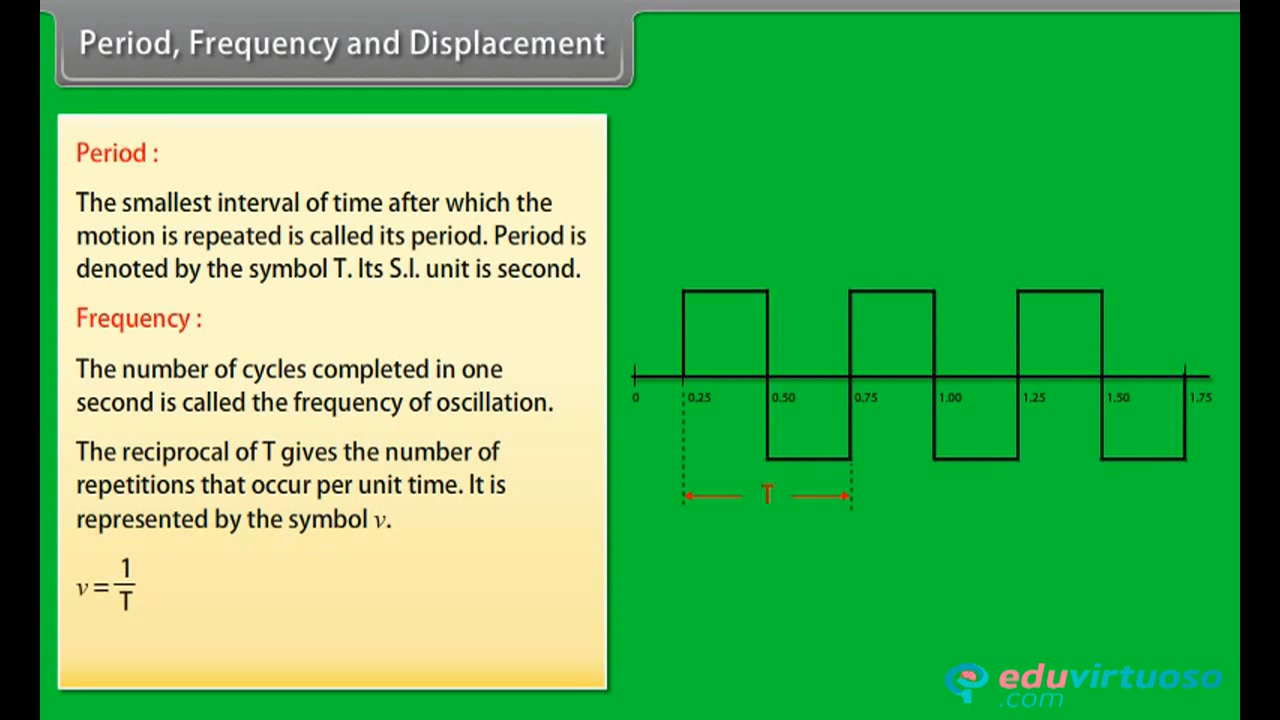 Period, Frequency and Displacement
Period :
The smallest interval of time after which the
motion is repeated is called its period. Period is
denoted by the symbol T. Its S.I. unit is second.
Frequency :
The number of cycles completed in one
second is called the frequency of oscillation.
The reciprocal of T gives the number of
repetitions that occur per unit time. It is
represented by the symbol v.
v = 1/T
0 0.25 0.50 0.75 1.00 1.25 1.50 1.75
T
eduvirtuoso
.com